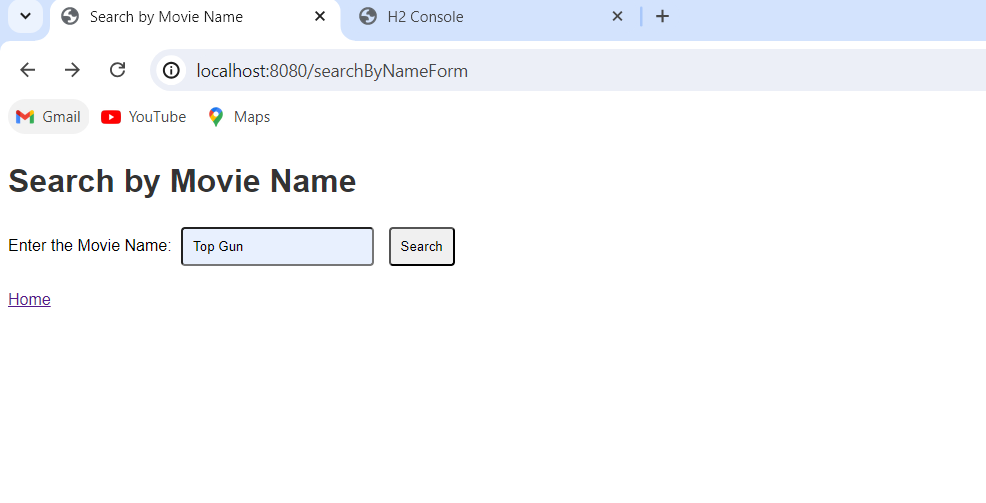 Search by Movie Name
H2 Console
localhost:8080/searchByNameForm
Gmail
YouTube
Maps
Search by Movie Name
Enter the Movie Name: Top Gun Search
Home